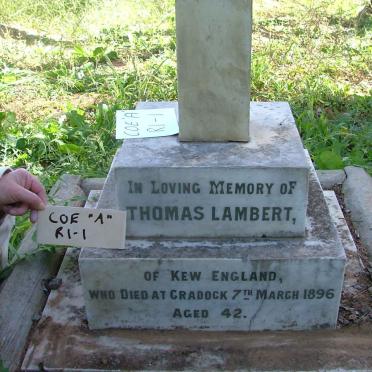 COE A
R1-1
COE "A"
R1-1
IN LOVING MEMORY OF
THOMAS LAMBERT,
OF KEW ENGLAND,
WHO DIED AT CRADOCK 7TH MARCH 1896
AGED 42.